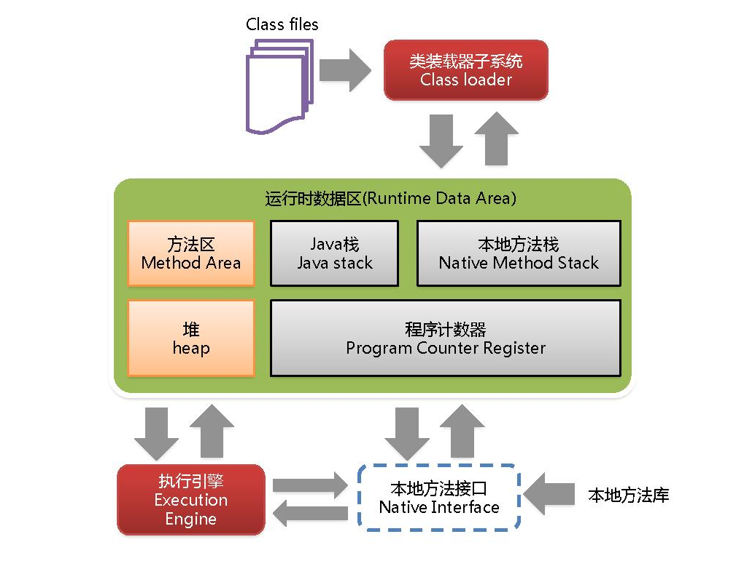 Class files
类装载器子系统
Class loader
运行时数据区(Runtime Data Area)
方法区
Method Area
Java栈
Java stack
本地方法栈
Native Method Stack
堆
heap
程序计数器
Program Counter Register
执行引擎
Execution
Engine
本地方法接口
Native Interface
本地方法库